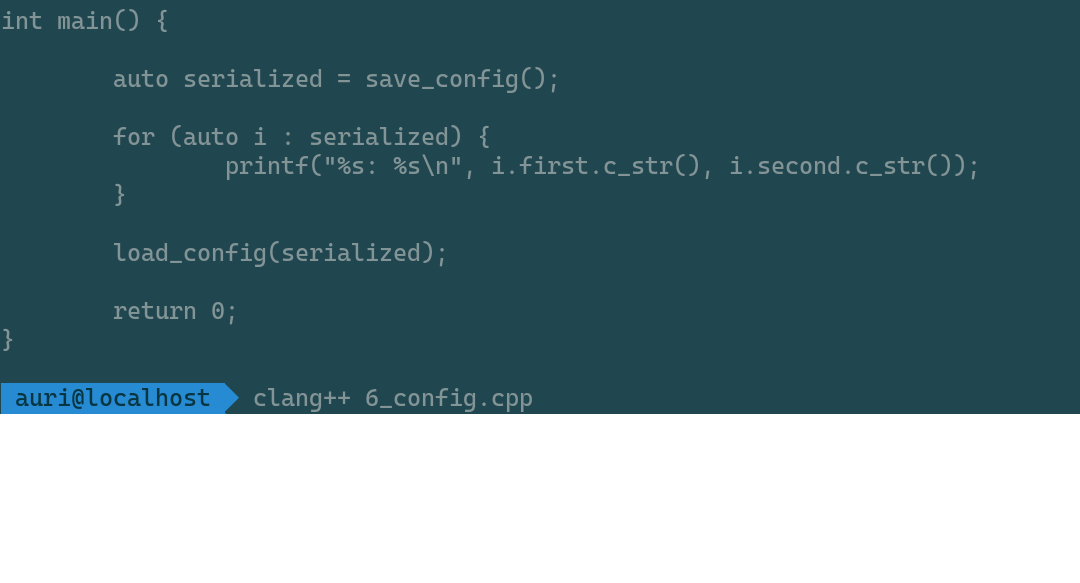 int main() {
        auto serialized = save_config();
        for (auto i : serialized) {
                printf("%s: %s\n", i.first.c_str(), i.second.c_str());
        }
        load_config(serialized);
        return 0;
}
auri@localhost clang++ 6_config.cpp